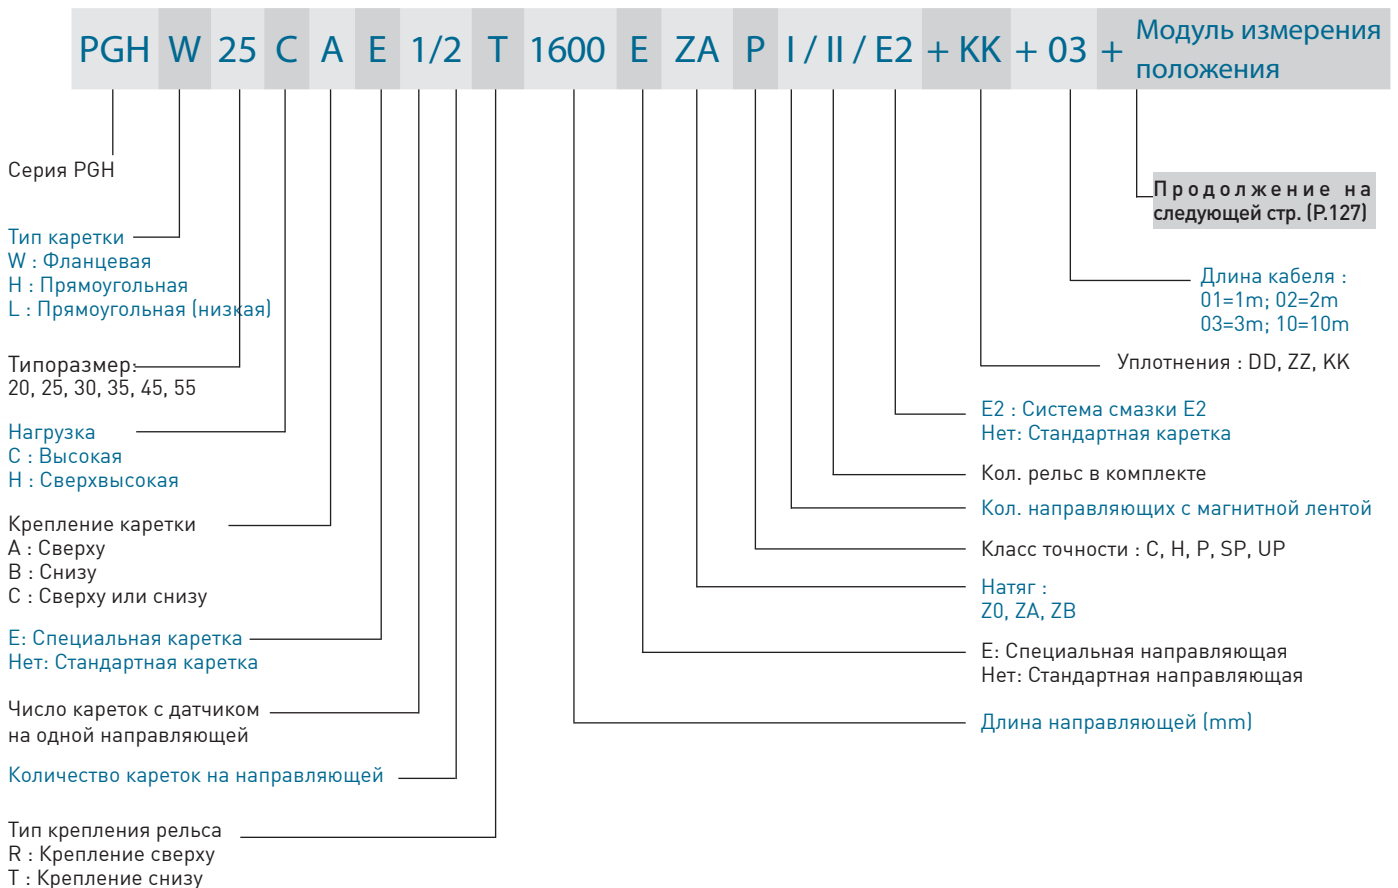 PGH W 25 C A E 1/2 T 1600 E ZA P I / II / E2 + KK + 03 + Модуль измерения
положения
Серия PGH
Тип каретки
W : Фланцевая
H : Прямоугольная
L : Прямоугольная (низкая)
Типоразмер:
20, 25, 30, 35, 45, 55
Нагрузка
C : Высокая
H : Сверхвысокая
Крепление каретки
A : Сверху
B : Снизу
C : Сверху или снизу
E: Специальная каретка
Нет: Стандартная каретка
Число кареток с датчиком
на одной направляющей
Количество кареток на направляющей
Тип крепления рельса
R : Крепление сверху
T : Крепление снизу
Продолжение на
следующей стр. (P.127)
Длина кабеля :
01=1m; 02=2m
03=3m; 10=10m
Уплотнения : DD, ZZ, KK
E2 : Система смазки E2
Нет: Стандартная каретка
Кол. рельс в комплекте
Кол. направляющих с магнитной лентой
Класс точности : C, H, P, SP, UP
Натяг :
Z0, ZA, ZB
E: Специальная направляющая
Нет: Стандартная направляющая
Длина направляющей (mm)